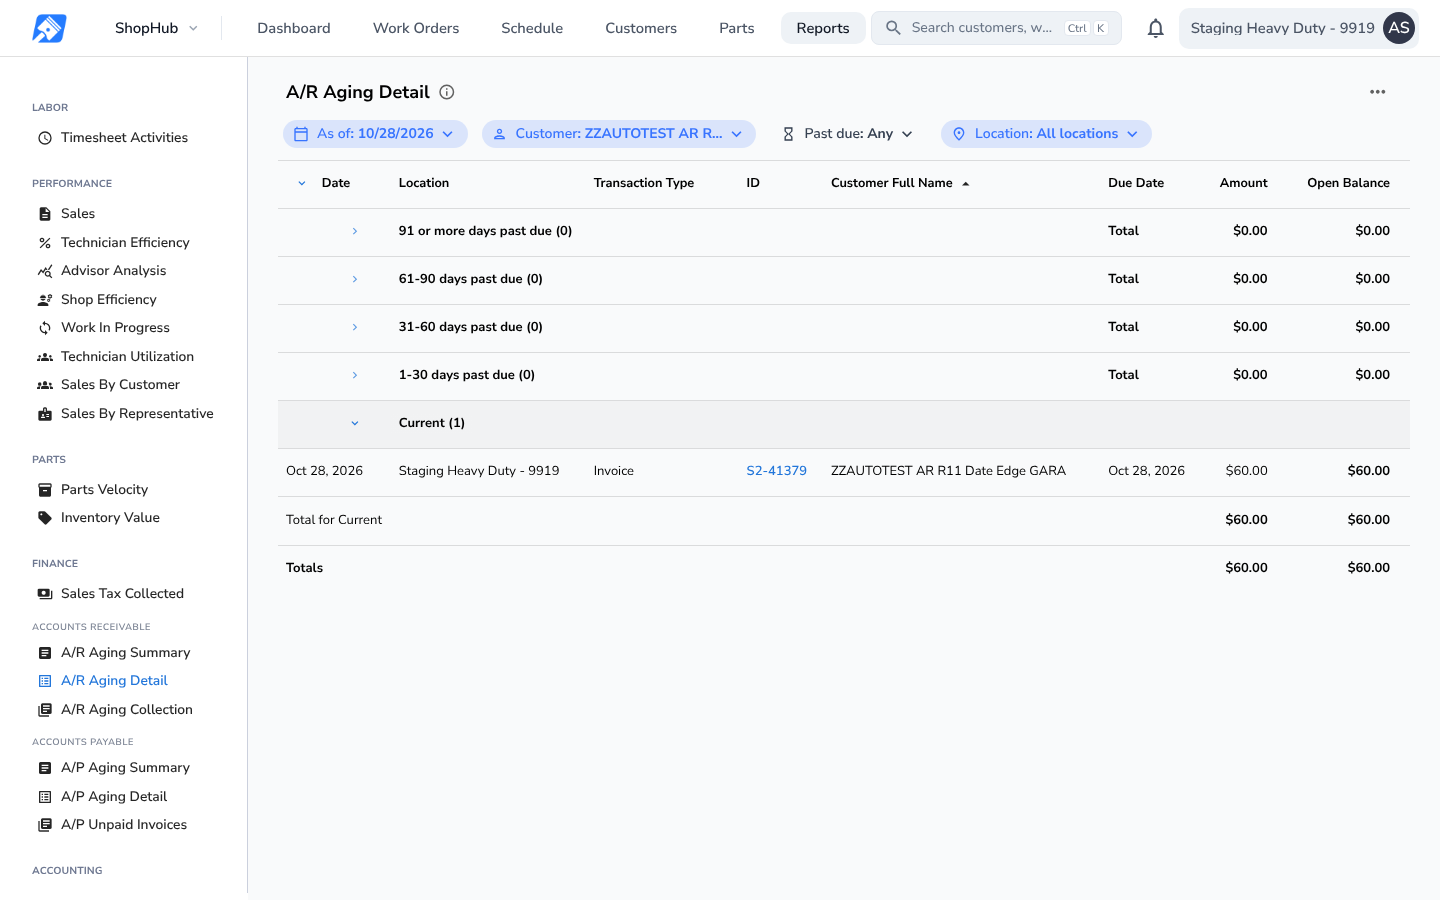 ShopHub
Dashboard
Work Orders
Schedule
Customers
Parts
Reports
Search customers, w...
Ctrl K
Staging Heavy Duty - 9919
AS
LABOR
Timesheet Activities
PERFORMANCE
Sales
Technician Efficiency
Advisor Analysis
Shop Efficiency
Work In Progress
Technician Utilization
Sales By Customer
Sales By Representative
PARTS
Parts Velocity
Inventory Value
FINANCE
Sales Tax Collected
ACCOUNTS RECEIVABLE
A/R Aging Summary
A/R Aging Detail
A/R Aging Collection
ACCOUNTS PAYABLE
A/P Aging Summary
A/P Aging Detail
A/P Unpaid Invoices
ACCOUNTING
A/R Aging Detail
As of: 10/28/2026
Customer: ZZAUTOTEST AR R...
Past due: Any
Location: All locations
Date Location Transaction Type ID Customer Full Name Due Date Amount Open Balance
91 or more days past due (0) Total $0.00 $0.00
61-90 days past due (0) Total $0.00 $0.00
31-60 days past due (0) Total $0.00 $0.00
1-30 days past due (0) Total $0.00 $0.00
Current (1)
Oct 28, 2026 Staging Heavy Duty - 9919 Invoice S2-41379 ZZAUTOTEST AR R11 Date Edge GARA Oct 28, 2026 $60.00 $60.00
Total for Current $60.00 $60.00
Totals $60.00 $60.00